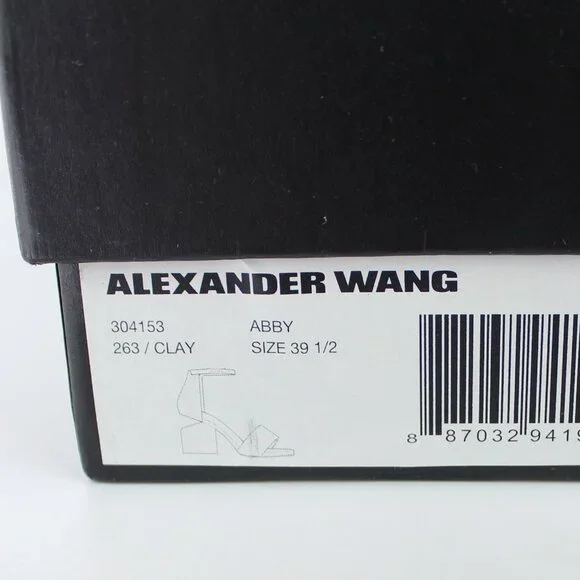 ALEXANDER WANG
304153 ABBY
263 / CLAY SIZE 39 1/2
8 87032 9419